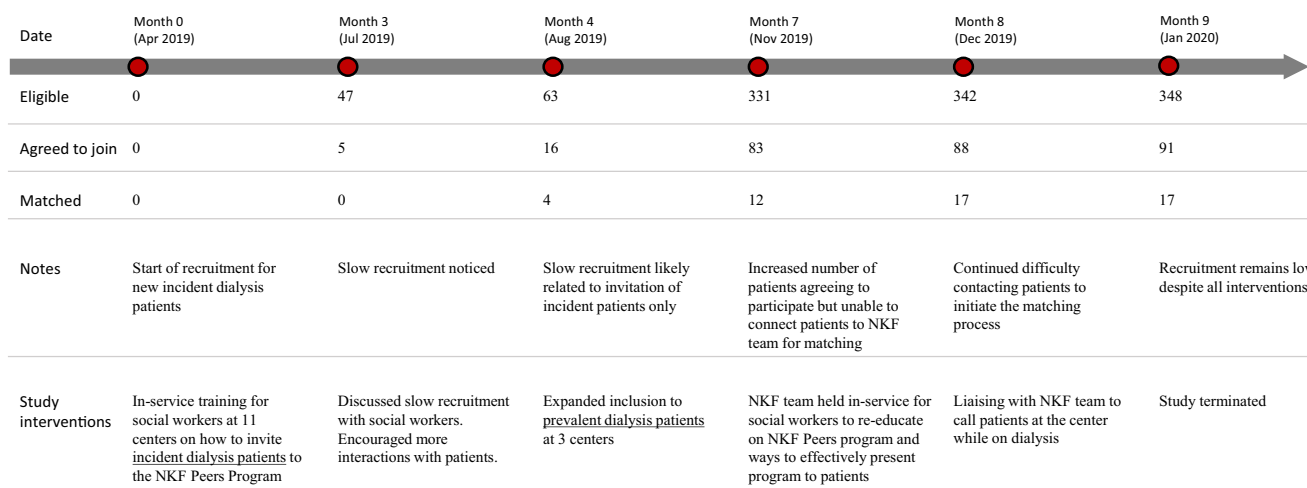 Date
Month 0
(Apr 2019)
Month 3
(Jul 2019)
Month 4
(Aug 2019)
Month 7
(Nov 2019)
Month 8
(Dec 2019)
Month 9
(Jan 2020)
Eligible 0 47 63 331 342 348
Agreed to join 0 5 16 83 88 91
Matched 0 0 4 12 17 17
Notes
Start of recruitment for
new incident dialysis
patients
Slow recruitment noticed
Slow recruitment likely
related to invitation of
incident patients only
Increased number of
patients agreeing to
participate but unable to
connect patients to NKF
team for matching
Continued difficulty
contacting patients to
initiate the matching
process
Recruitment remains
despite all interventions
Study
interventions
In-service training for
social workers at 11
centers on how to invite
incident dialysis patients to
the NKF Peers Program
Discussed slow recruitment
with social workers.
Encouraged more
interactions with patients.
Expanded inclusion to
prevalent dialysis patients
at 3 centers
NKF team held in-service for
social workers to re-educate
on NKF Peers program and
ways to effectively present
program to patients
Liaising with NKF team to
call patients at the center
while on dialysis
Study terminated